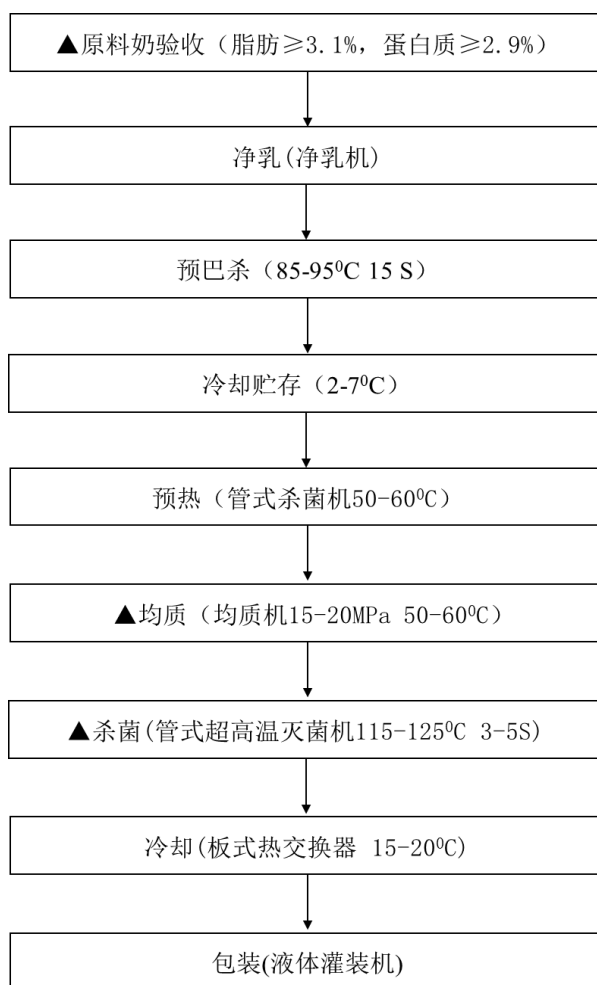 ▲原料奶验收（脂肪≥3.1%，蛋白质≥2.9%）
净乳(净乳机)
预巴杀（85-95⁰C 15 S）
冷却贮存（2-7⁰C）
预热（管式杀菌机50-60⁰C）
▲均质（均质机15-20MPa 50-60⁰C）
▲杀菌(管式超高温灭菌机115-125⁰C 3-5S)
冷却(板式热交换器 15-20⁰C)
包装(液体灌装机)